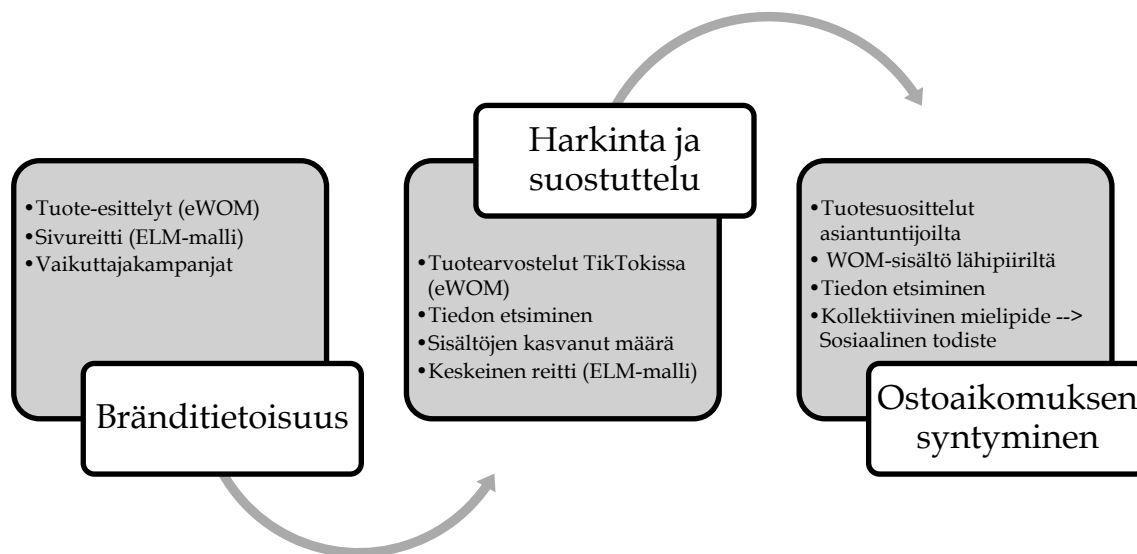 •Tuote-esittelyt (eWOM)
•Sivureitti (ELM-malli)
•Vaikuttajakampanjat
Bränditietoisuus
Harkinta ja
suostuttelu
•Tuotearvostelut TikTokissa
(eWOM)
•Tiedon etsiminen
•Sisältöjen kasvanut määrä
•Keskeinen reitti (ELM-malli)
•Tuotesuosittelut
asiantuntijoilta
• WOM-sisältö lähipiiriltä
•Tiedon etsiminen
•Kollektiivinen mielipide -->
Sosiaalinen todiste
Ostoaikomuksen
syntyminen